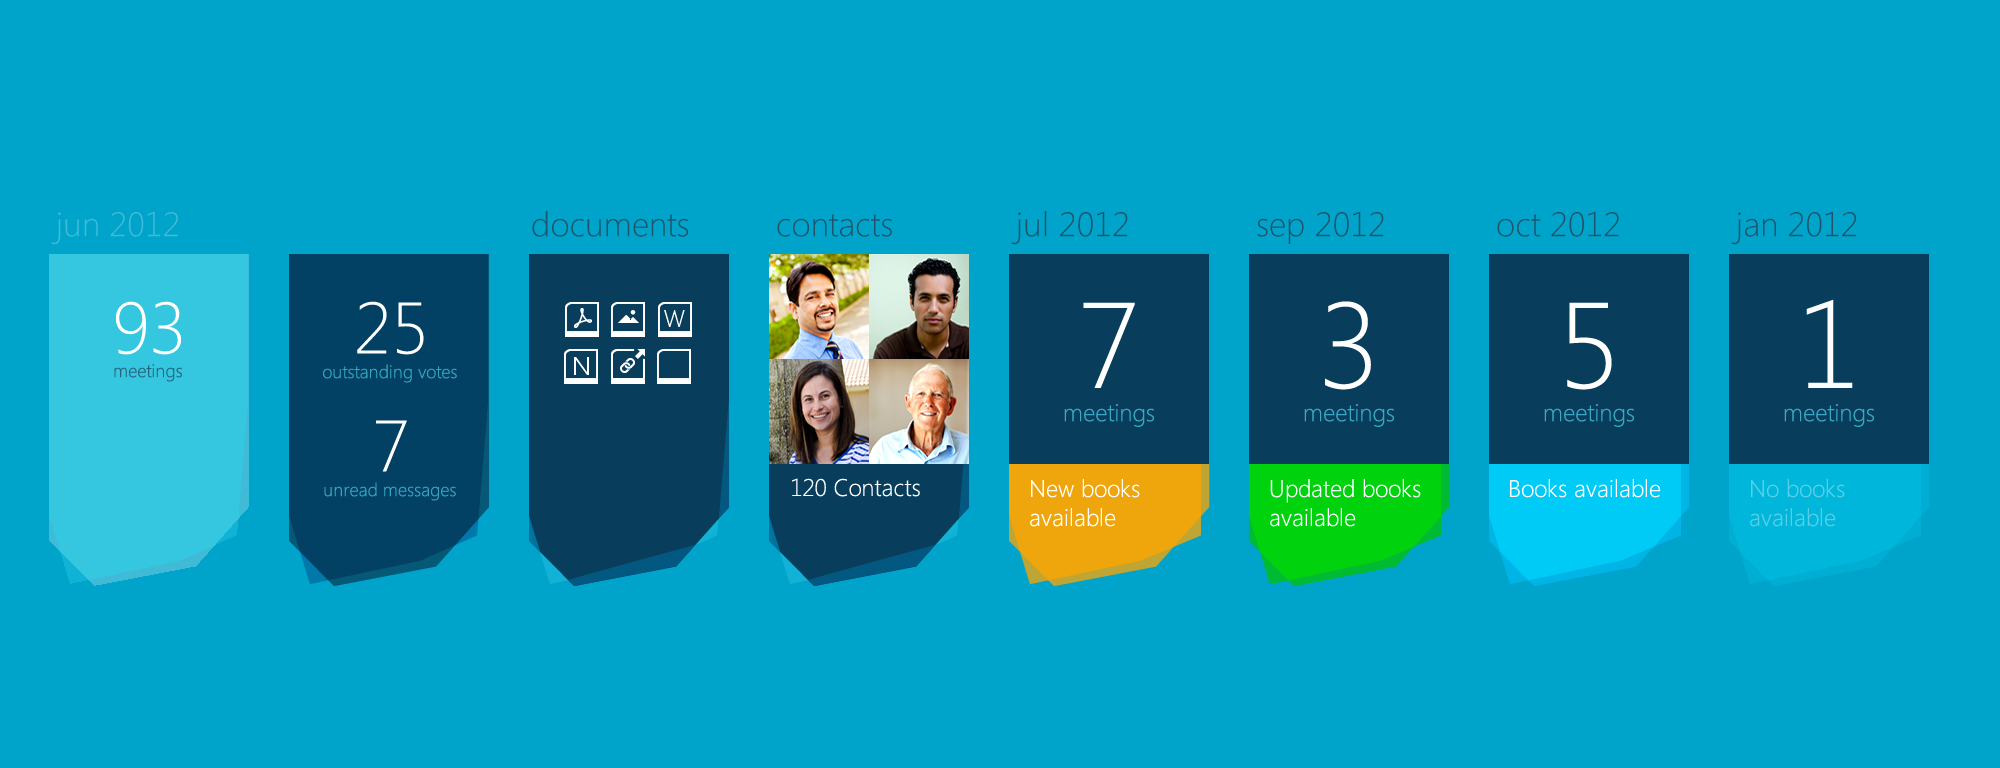 jun 2012
93
meetings
25
outstanding votes
7
unread messages
documents
W
N
contacts
120 Contacts
jul 2012
7
meetings
New books
available
sep 2012
3
meetings
Updated books
available
oct 2012
5
meetings
Books available
jan 2012
1
meetings
No books
available